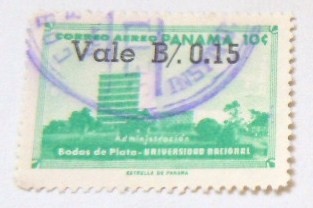 CORREO AEREO PANAMA 10¢
Vale B/. 0.15
Administración
Bodas de Plata - UNIVERSIDAD NACIONAL
ESTRELLA DE PANAMA